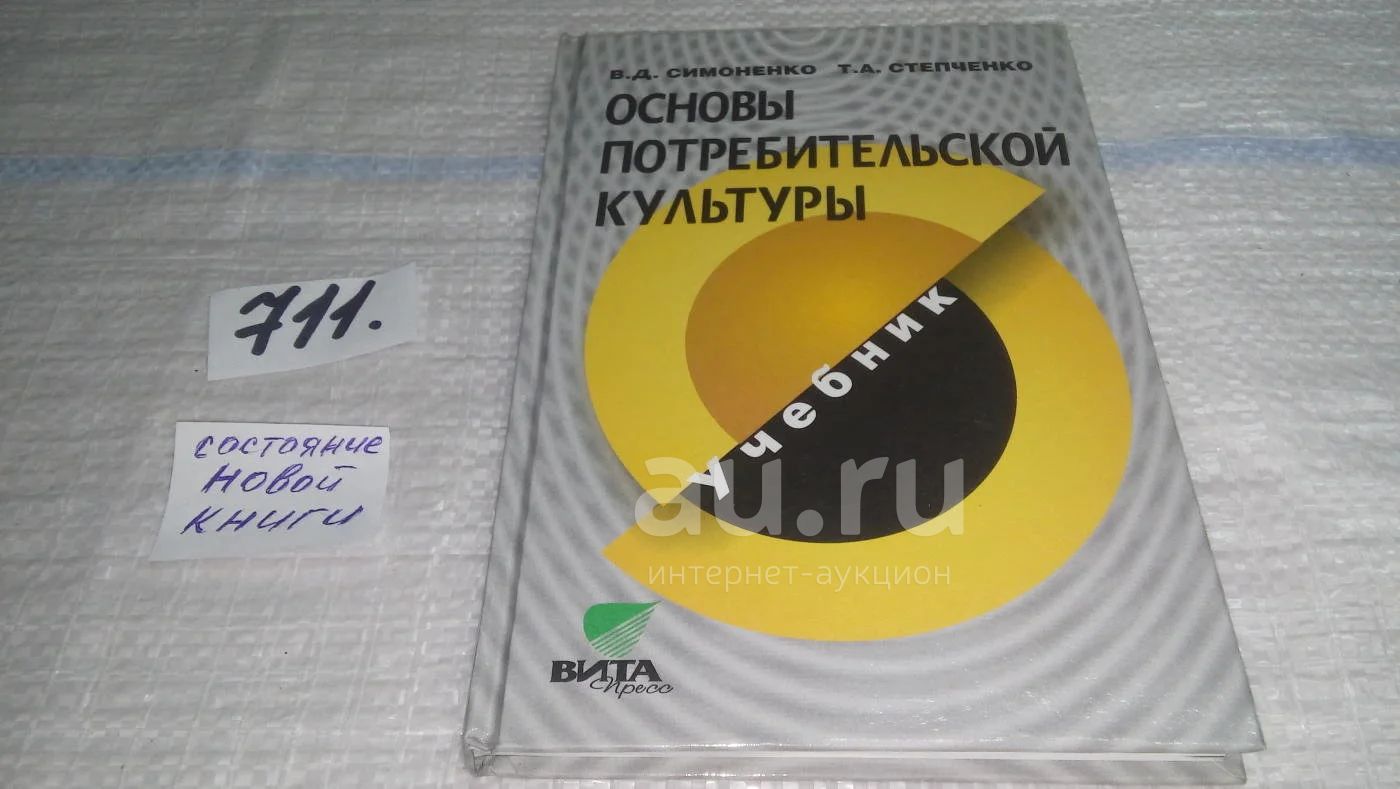 В.Д. СИМОНЕНКО Т.А. СТЕПЧЕНКО
ОСНОВЫ
ПОТРЕБИТЕЛЬСКОЙ
КУЛЬТУРЫ
Учебник
711.
состояние
новой
книги
au.ru
интернет-аукцион
ВИТА
Пресс